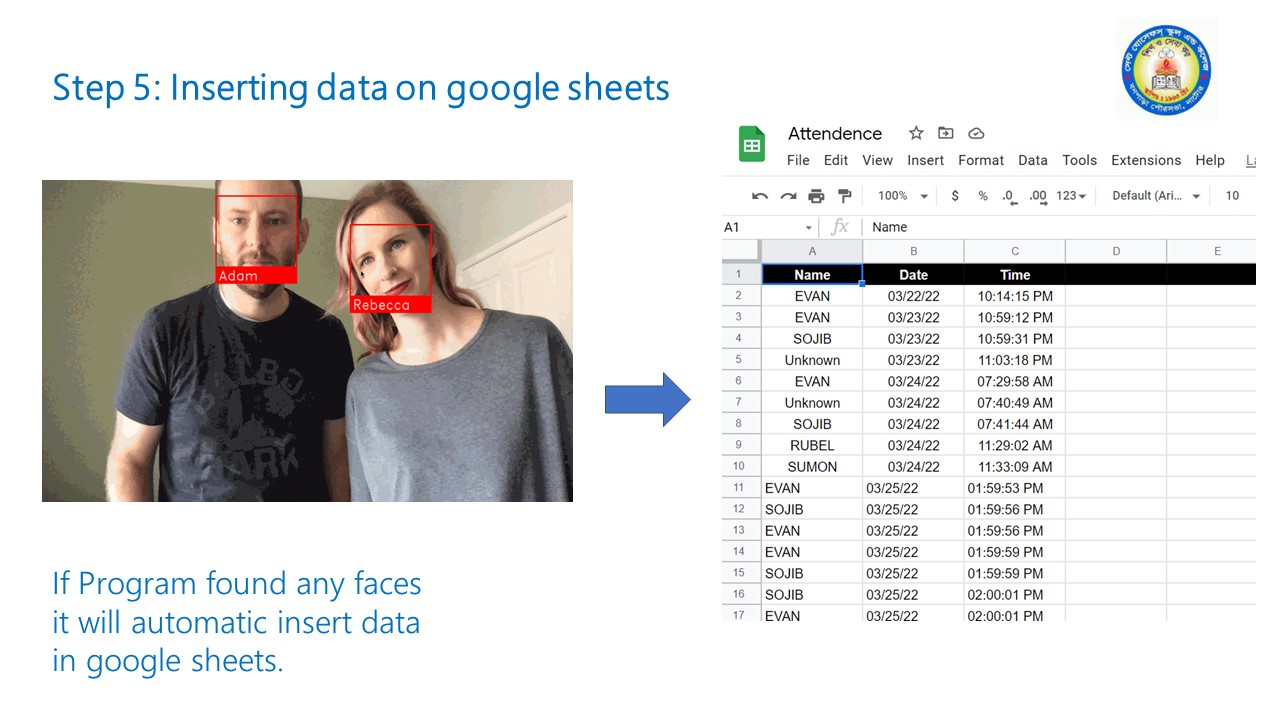 Step 5: Inserting data on google sheets
সেন্ট যোসেফস স্কুল এন্ড কলেজ
বনপাড়া পৌরসভা, নাটোর
Adam
Rebecca
If Program found any faces
it will automatic insert data
in google sheets.
Attendence
File Edit View Insert Format Data Tools Extensions Help
100% $ % .0 .00 123 Default (Ari... 10
A1 fx Name
A B C D E
1 Name Date Time
2 EVAN 03/22/22 10:14:15 PM
3 EVAN 03/23/22 10:59:12 PM
4 SOJIB 03/23/22 10:59:31 PM
5 Unknown 03/23/22 11:03:18 PM
6 EVAN 03/24/22 07:29:58 AM
7 Unknown 03/24/22 07:40:49 AM
8 SOJIB 03/24/22 07:41:44 AM
9 RUBEL 03/24/22 11:29:02 AM
10 SUMON 03/24/22 11:33:09 AM
11 EVAN 03/25/22 01:59:53 PM
12 SOJIB 03/25/22 01:59:56 PM
13 EVAN 03/25/22 01:59:56 PM
14 EVAN 03/25/22 01:59:59 PM
15 SOJIB 03/25/22 01:59:59 PM
16 SOJIB 03/25/22 02:00:01 PM
17 EVAN 03/25/22 02:00:01 PM